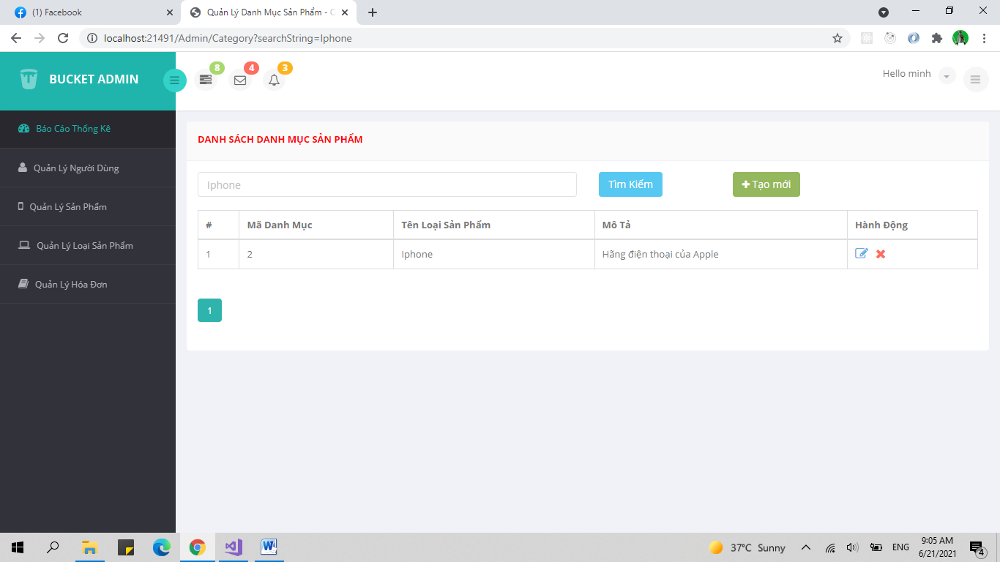 (1) Facebook
Quản Lý Danh Mục Sản Phẩm - C
localhost:21491/Admin/Category?searchString=Iphone
BUCKET ADMIN
8
4
3
Hello minh
Báo Cáo Thống Kê
Quản Lý Người Dùng
Quản Lý Sản Phẩm
Quản Lý Loại Sản Phẩm
Quản Lý Hóa Đơn
DANH SÁCH DANH MỤC SẢN PHẨM
Iphone
Tìm Kiếm
Tạo mới
# Mã Danh Mục Tên Loại Sản Phẩm Mô Tả Hành Động
1 2 Iphone Hãng điện thoại của Apple
1
37°C Sunny
ENG
9:05 AM
6/21/2021
4